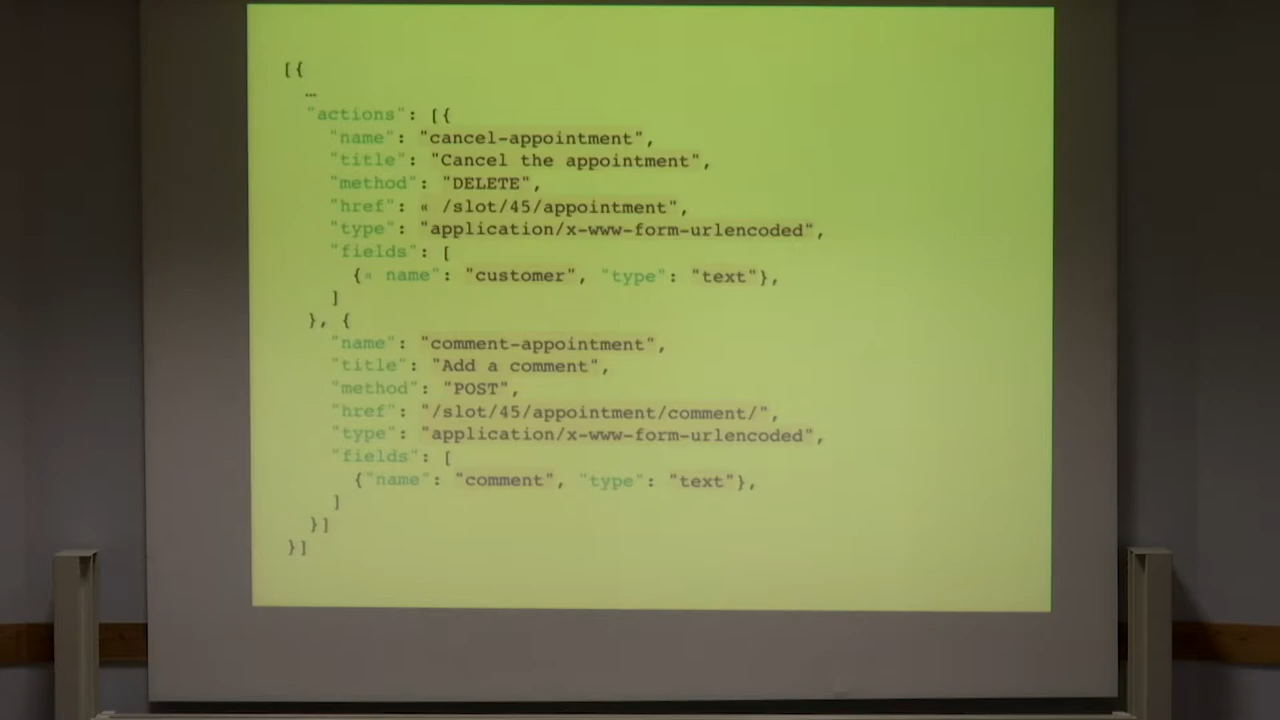 [{
…
"actions": [{
"name": "cancel-appointment",
"title": "Cancel the appointment",
"method": "DELETE",
"href": « /slot/45/appointment",
"type": "application/x-www-form-urlencoded",
"fields": [
{« name": "customer", "type": "text"},
]
}, {
"name": "comment-appointment",
"title": "Add a comment",
"method": "POST",
"href": "/slot/45/appointment/comment/",
"type": "application/x-www-form-urlencoded",
"fields": [
{"name": "comment", "type": "text"},
]
}]
}]